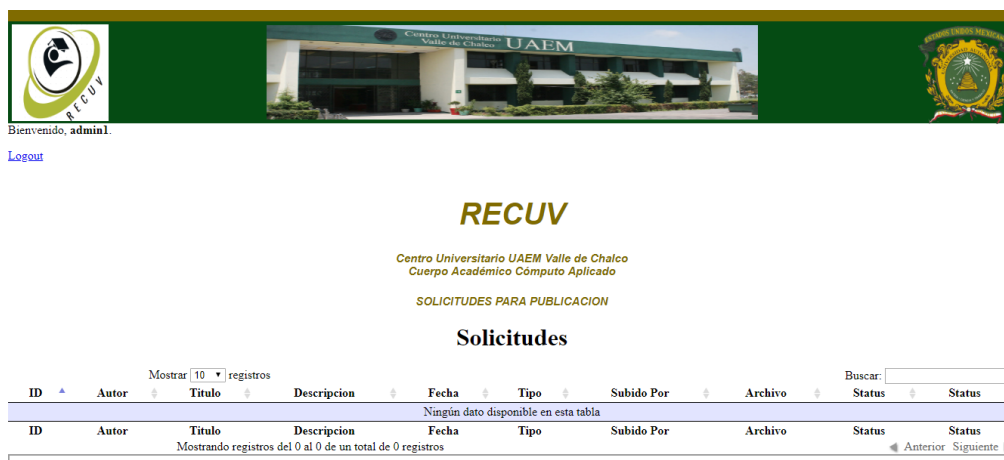 RECUV
Centro Universitario
Valle de Chalco UAEM
ESTADOS UNIDOS MEXICANOS
Bienvenido, admin1.
Logout
RECUV
Centro Universitario UAEM Valle de Chalco
Cuerpo Académico Cómputo Aplicado
SOLICITUDES PARA PUBLICACION
Solicitudes
Mostrar 10 registros Buscar:
ID Autor Titulo Descripcion Fecha Tipo Subido Por Archivo Status Status
Ningún dato disponible en esta tabla
ID Autor Titulo Descripcion Fecha Tipo Subido Por Archivo Status Status
Mostrando registros del 0 al 0 de un total de 0 registros Anterior Siguiente